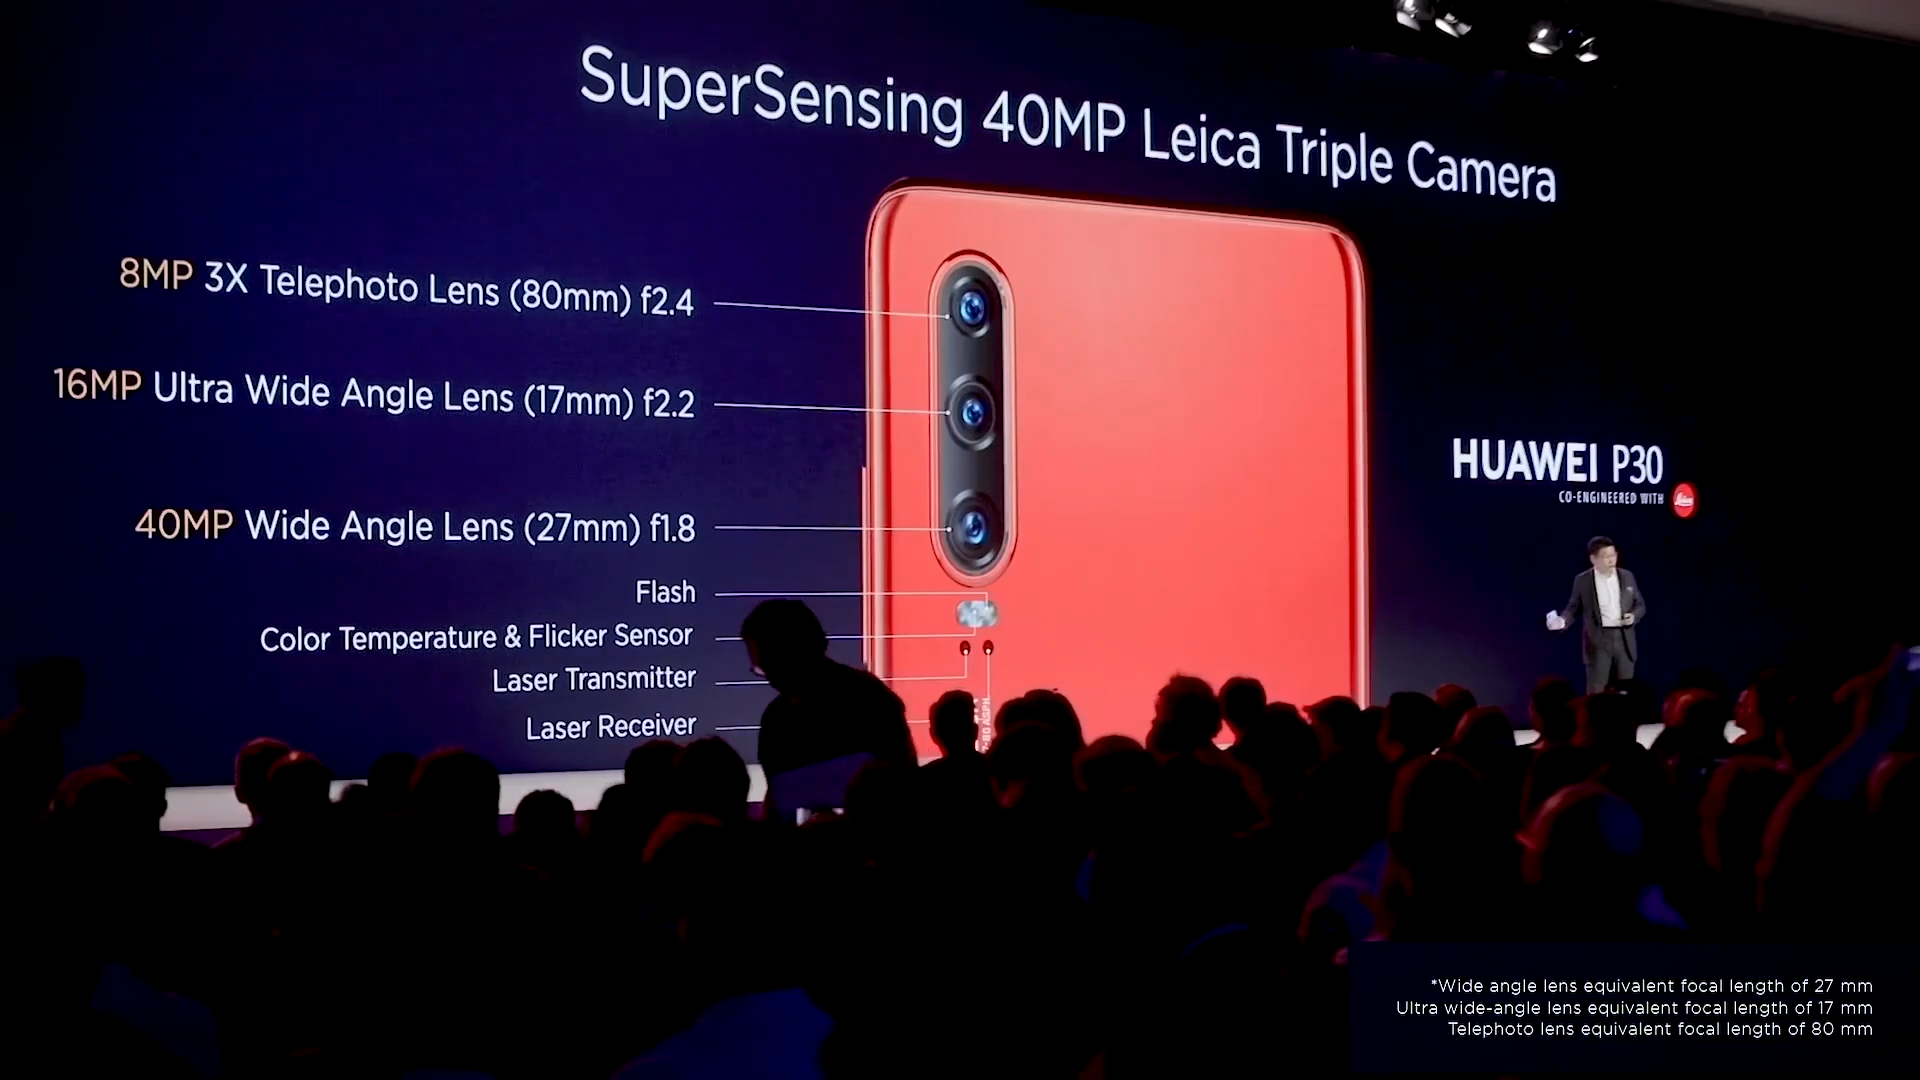 SuperSensing 40MP Leica Triple Camera
8MP 3X Telephoto Lens (80mm) f2.4
16MP Ultra Wide Angle Lens (17mm) f2.2
40MP Wide Angle Lens (27mm) f1.8
Flash
Color Temperature & Flicker Sensor
Laser Transmitter
Laser Receiver
HUAWEI P30
CO-ENGINEERED WITH
Leica
*Wide angle lens equivalent focal length of 27 mm
Ultra wide-angle lens equivalent focal length of 17 mm
Telephoto lens equivalent focal length of 80 mm